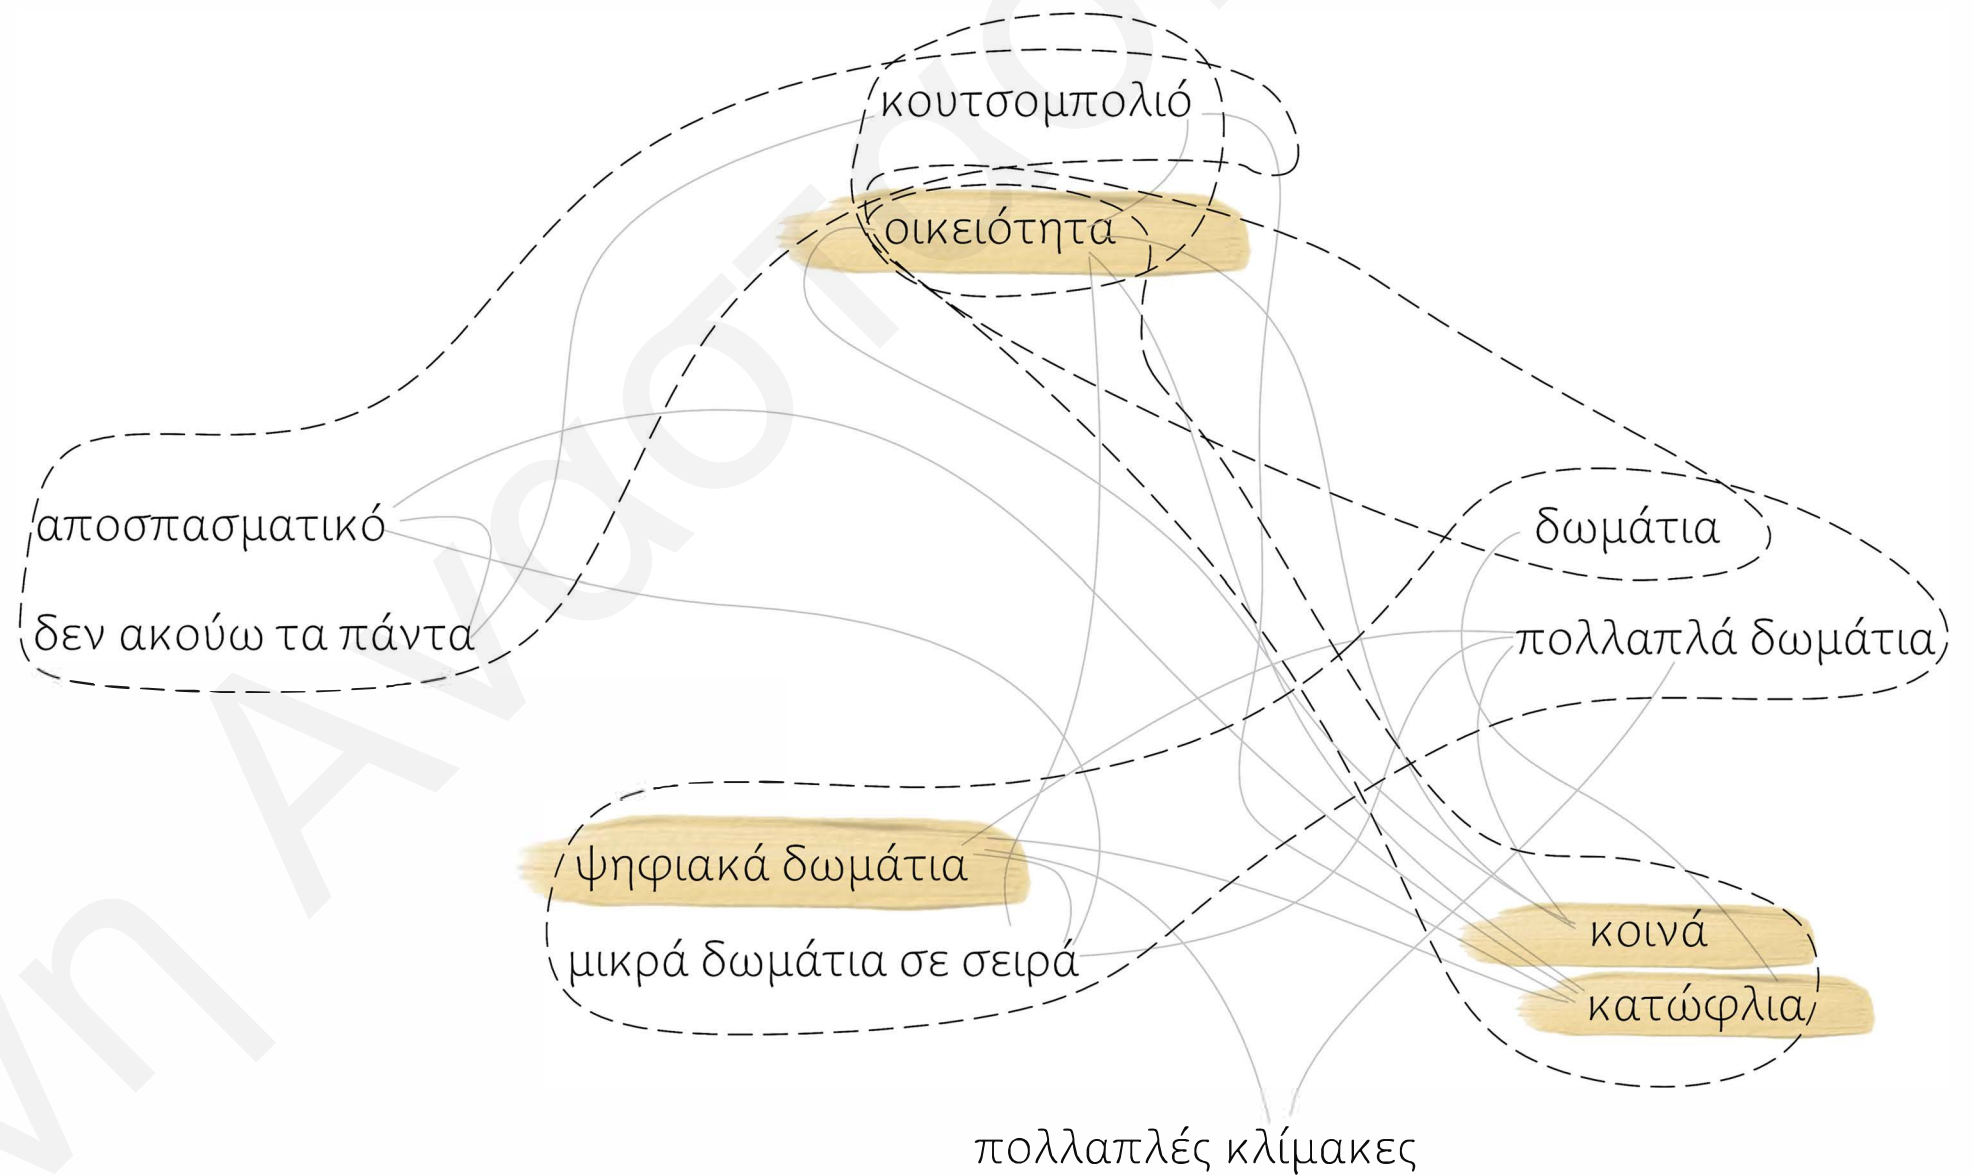 κουτσομπολιό
οικειότητα
αποσπασματικό
δωμάτια
δεν ακούω τα πάντα
πολλαπλά δωμάτια
ψηφιακά δωμάτια
κοινά
μικρά δωμάτια σε σειρά
κατώφλια
πολλαπλές κλίμακες